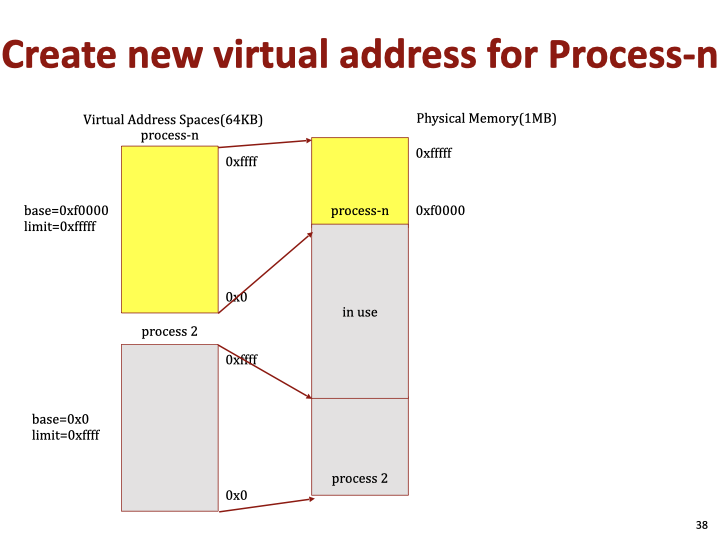 Create new virtual address for Process-n
Virtual Address Spaces(64KB)
process-n
Physical Memory(1MB)
0xffff
0xfffff
base=0xf0000
limit=0xfffff
process-n
0xf0000
0x0
in use
process 2
0xffff
base=0x0
limit=0xffff
process 2
0x0
38